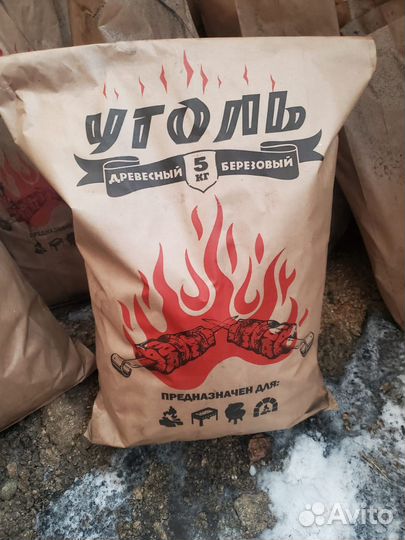 УГОЛЬ
ДРЕВЕСНЫЙ 5 КГ БЕРЕЗОВЫЙ
ПРЕДНАЗНАЧЕН ДЛЯ:
Avito